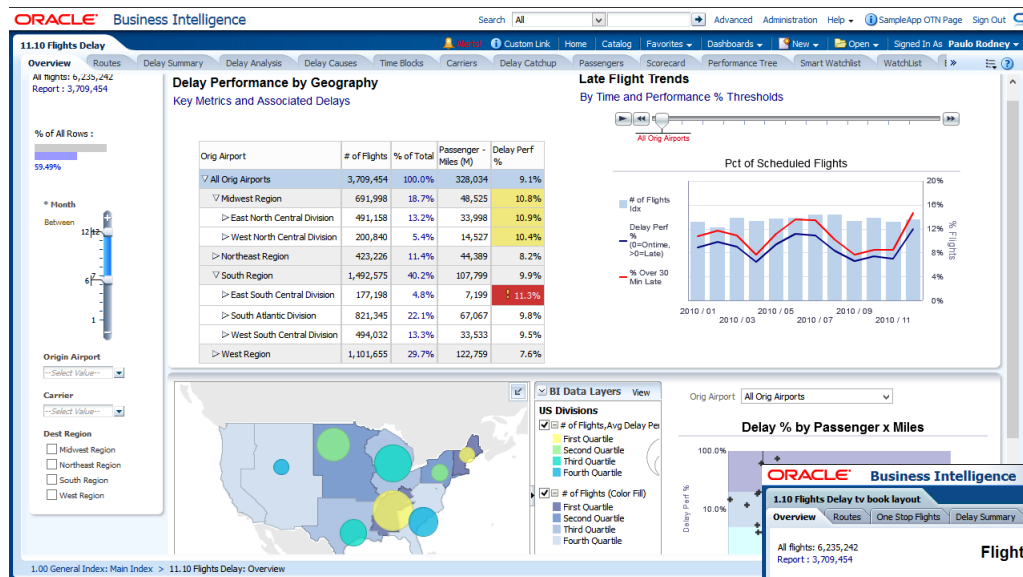 ORACLE Business Intelligence
Search All Advanced Administration Help SampleApp OTN Page Sign Out
11.10 Flights Delay
Alerts! Custom Link Home Catalog Favorites Dashboards New Open Signed In As Paulo Rodney
Overview Routes Delay Summary Delay Analysis Delay Causes Time Blocks Carriers Delay Catchup Passengers Scorecard Performance Tree Smart Watchlist WatchList
All flights: 6,235,242
Report : 3,709,454
% of All Rows :
59.49%
* Month
Between
12 12
7
6
1
Origin Airport
--Select Value--
Carrier
--Select Value--
Dest Region
Midwest Region
Northeast Region
South Region
West Region
Delay Performance by Geography
Key Metrics and Associated Delays
Orig Airport # of Flights % of Total Passenger - Miles (M) Delay Perf %
All Orig Airports 3,709,454 100.0% 328,034 9.1%
Midwest Region 691,998 18.7% 48,525 10.8%
East North Central Division 491,158 13.2% 33,998 10.9%
West North Central Division 200,840 5.4% 14,527 10.4%
Northeast Region 423,226 11.4% 44,389 8.2%
South Region 1,492,575 40.2% 107,799 9.9%
East South Central Division 177,198 4.8% 7,199 ! 11.3%
South Atlantic Division 821,345 22.1% 67,067 9.8%
West South Central Division 494,032 13.3% 33,533 9.5%
West Region 1,101,655 29.7% 122,759 7.6%
Late Flight Trends
By Time and Performance % Thresholds
All Orig Airports
Pct of Scheduled Flights
# of Flights
Idx
Delay Perf
%
(0=Ontime,
>0=Late)
% Over 30
Min Late
20%
16%
12%
8%
4%
0%
% Flights
2010 / 01 2010 / 05 2010 / 09
2010 / 03 2010 / 07 2010 / 11
BI Data Layers View
US Divisions
# of Flights,Avg Delay Per
First Quartile
Second Quartile
Third Quartile
Fourth Quartile
# of Flights (Color Fill)
First Quartile
Second Quartile
Third Quartile
Fourth Quartile
Orig Airport All Orig Airports
Delay % by Passenger x Miles
100.0%
10.0%
Delay Perf %
ORACLE Business Intelligence
1.10 Flights Delay tv book layout
Overview Routes One Stop Flights Delay Summary
All flights: 6,235,242
Report : 3,709,454
Flight
1.00 General Index: Main Index > 11.10 Flights Delay: Overview